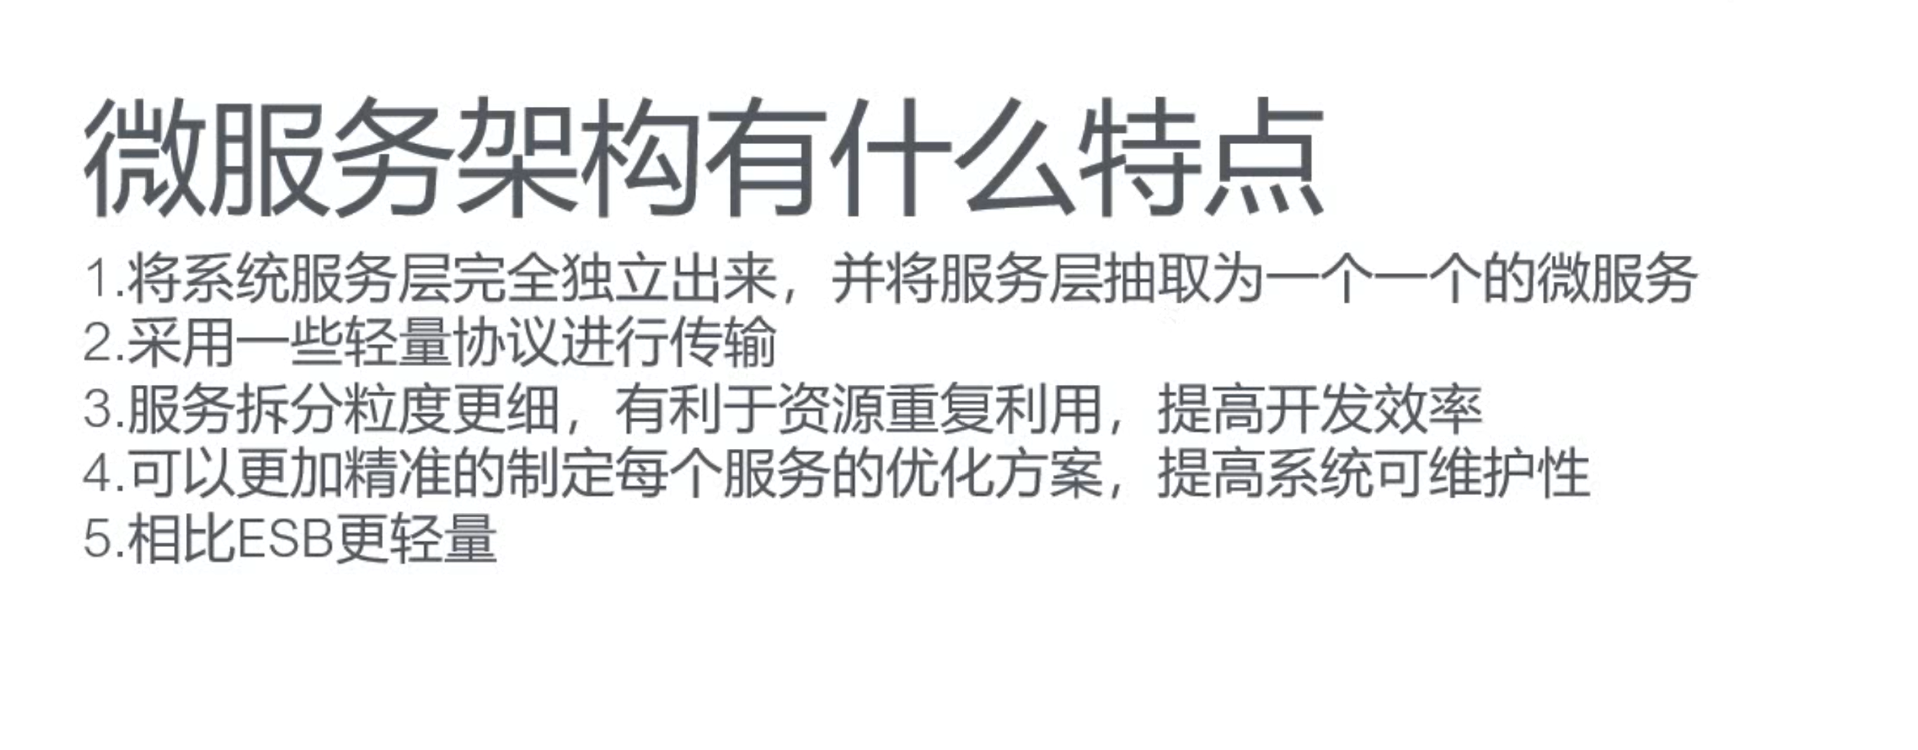 微服务架构有什么特点
1.将系统服务层完全独立出来，并将服务层抽取为一个一个的微服务
2.采用一些轻量协议进行传输
3.服务拆分粒度更细，有利于资源重复利用，提高开发效率
4.可以更加精准的制定每个服务的优化方案，提高系统可维护性
5.相比ESB更轻量